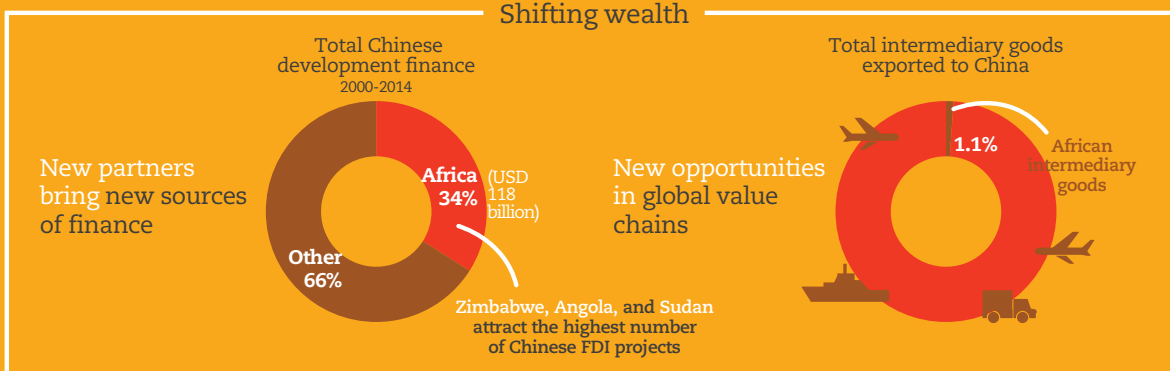 Shifting wealth
New partners
bring new sources
of finance
Total Chinese
development finance
2000-2014
Africa
34%
(USD
118
billion)
Other
66%
Zimbabwe, Angola, and Sudan
attract the highest number
of Chinese FDI projects
New opportunities
in global value
chains
Total intermediary goods
exported to China
1.1%
African
intermediary
goods